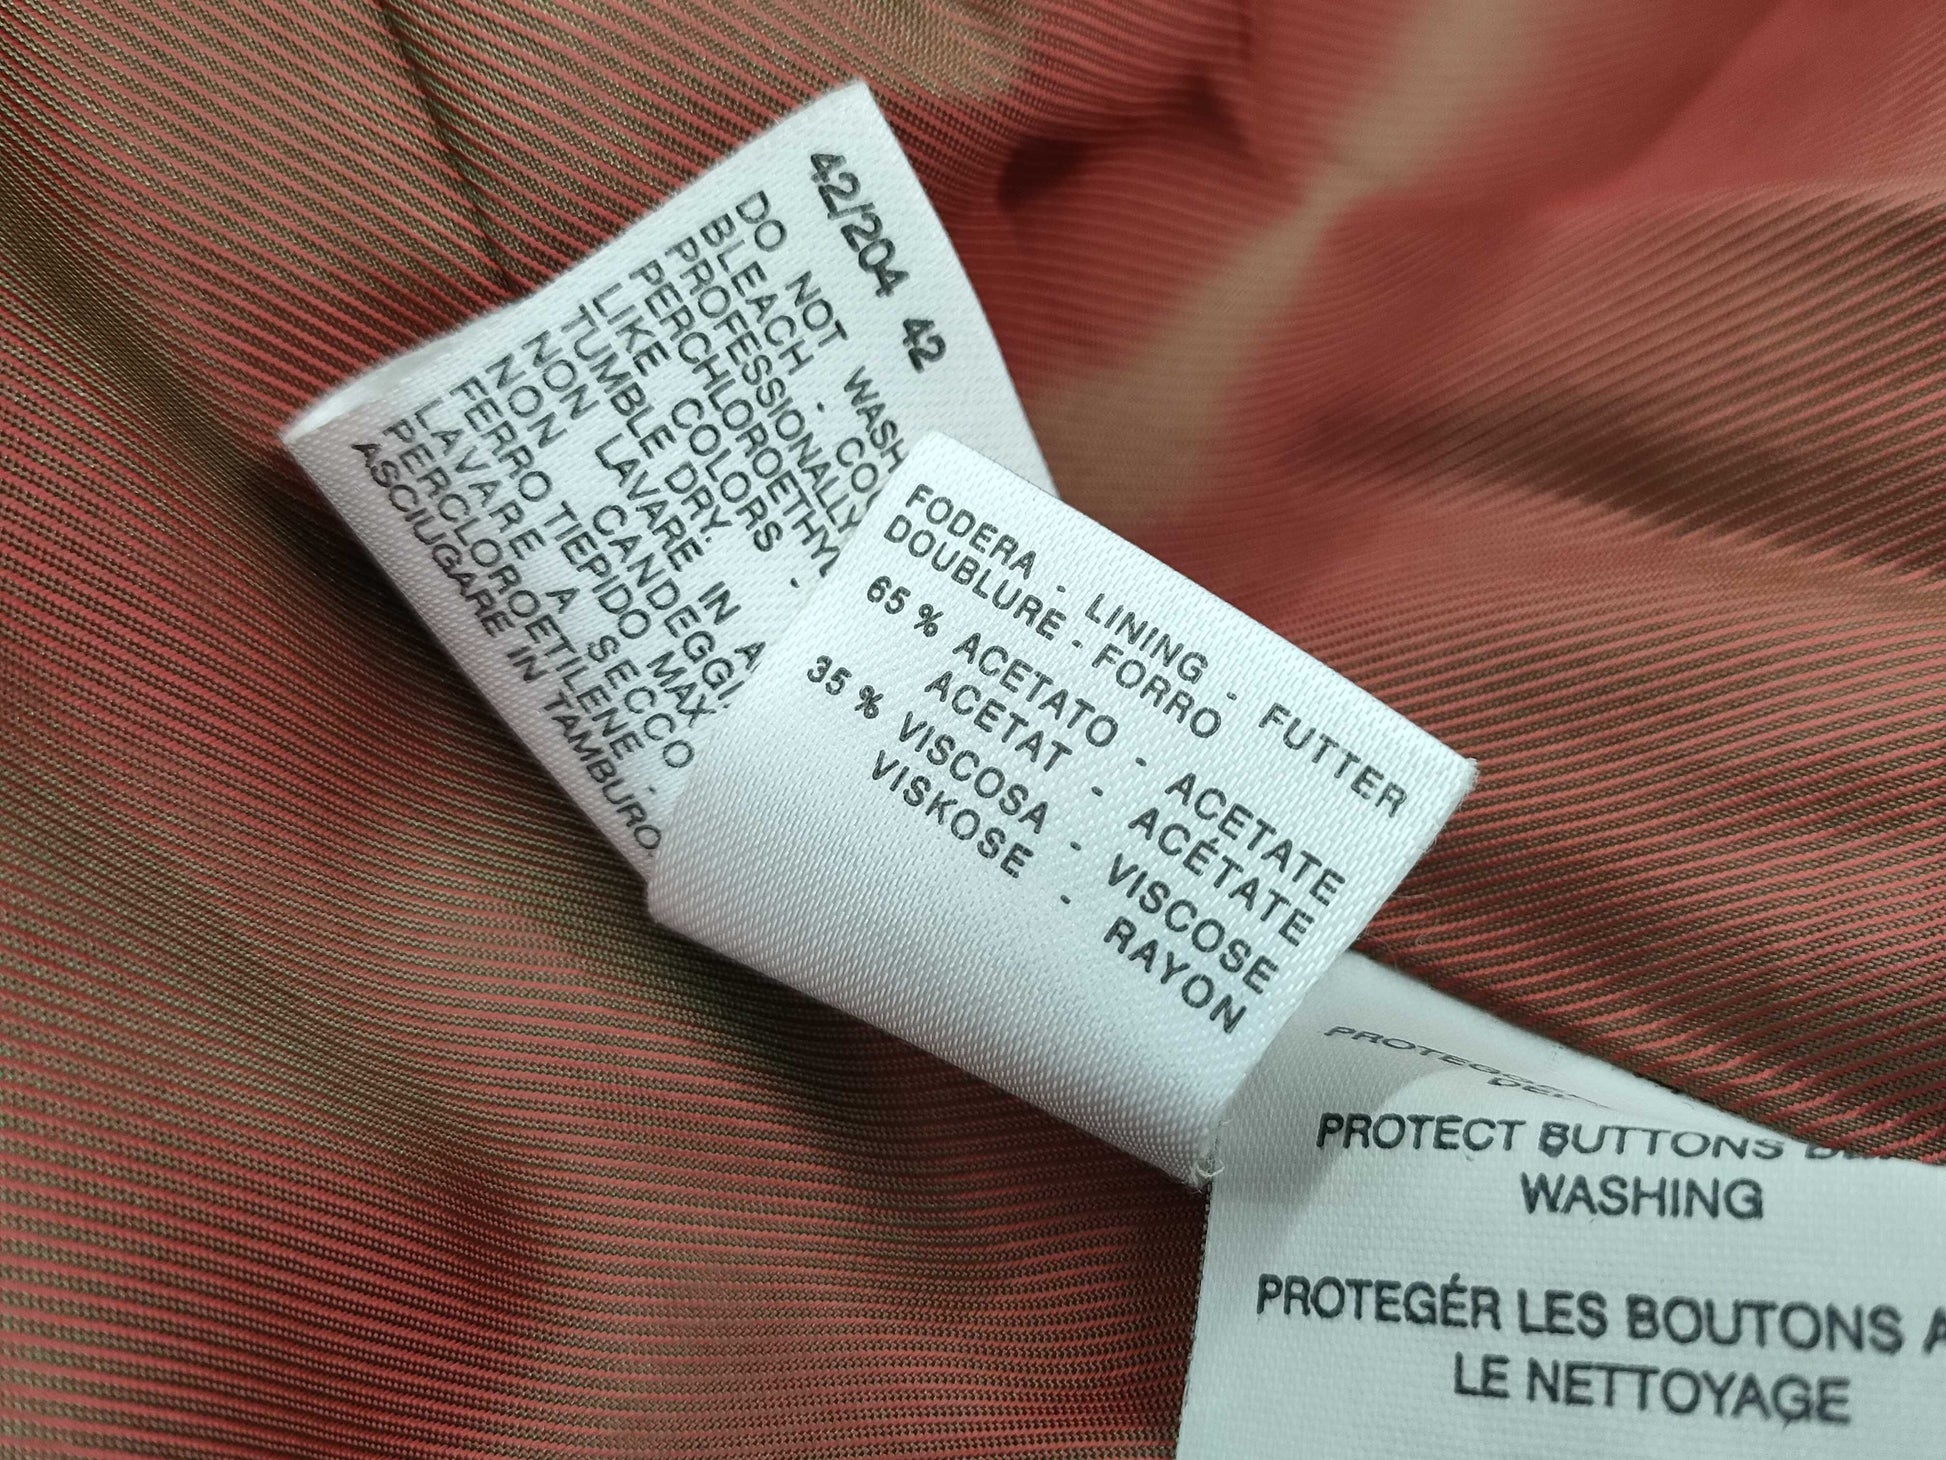 42/204 42
DO NOT WASH
BLEACH -
PROFESSIONALLY
LIKE COLORS -
TUMBLE DRY.
NON LAVARE IN
NON CANDEGGI
FERRO TIEPIDO MAX
LAVARE A SECCO
PERCLOROETILENE -
ASCIUGARE IN TAMBURO.
FODERA - LINING - FUTTER
DOUBLURE - FORRO
65 % ACETATO - ACETATE
ACETAT - ACÉTATE
35 % VISCOSA - VISCOSE
VISKOSE - RAYON
PROTECT BUTTONS
WASHING
PROTEGÉR LES BOUTONS
LE NETTOYAGE